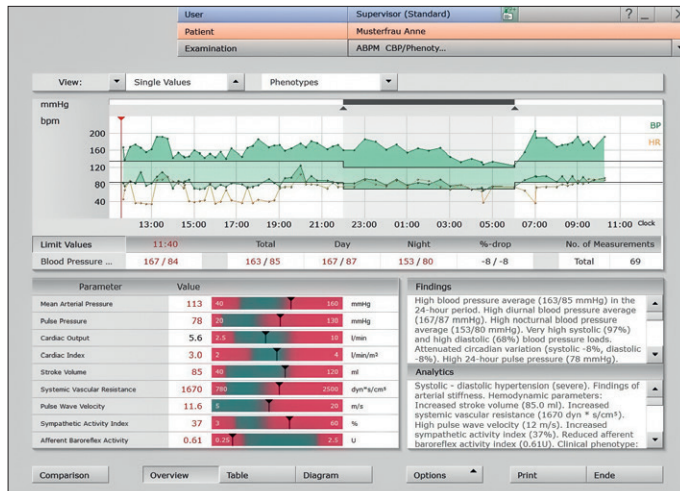 User Supervisor (Standard) ? _ X
Patient Musterfrau Anne
Examination ABPM CBP/Phenoty...
View: Single Values Phenotypes
mmHg
bpm
BP
HR
200
160
120
80
40
13:00 15:00 17:00 19:00 21:00 23:00 01:00 03:00 05:00 07:00 09:00 11:00 Clock
Limit Values 11:40 Total Day Night %-drop No. of Measurements
Blood Pressure ... 167 / 84 163 / 85 167 / 87 153 / 80 -8 / -8 Total 69
Parameter Value
Mean Arterial Pressure 113 40 160 mmHg
Pulse Pressure 78 20 130 mmHg
Cardiac Output 5.6 2.5 10 l/min
Cardiac Index 3.0 2 4 l/min/m²
Stroke Volume 85 40 120 ml
Systemic Vascular Resistance 1670 780 2500 dyn*s/cm⁵
Pulse Wave Velocity 11.6 5 20 m/s
Sympathetic Activity Index 37 3 60 %
Afferent Baroreflex Activity 0.61 0.25 2.5 U
Findings
High blood pressure average (163/85 mmHg) in the
24-hour period. High diurnal blood pressure average
(167/87 mmHg). High nocturnal blood pressure
average (153/80 mmHg). Very high systolic (97%)
and high diastolic (68%) blood pressure loads.
Attenuated circadian variation (systolic -8%, diastolic
-8%). High 24-hour pulse pressure (78 mmHg).
Analytics
Systolic - diastolic hypertension (severe). Findings of
arterial stiffness. Hemodynamic parameters:
Increased stroke volume (85.0 ml). Increased
systemic vascular resistance (1670 dyn * s/cm⁵).
High pulse wave velocity (12 m/s). Increased
sympathetic activity index (37%). Reduced afferent
baroreflex activity (0.61U). Clinical phenotype:
Comparison Overview Table Diagram Options Print Ende